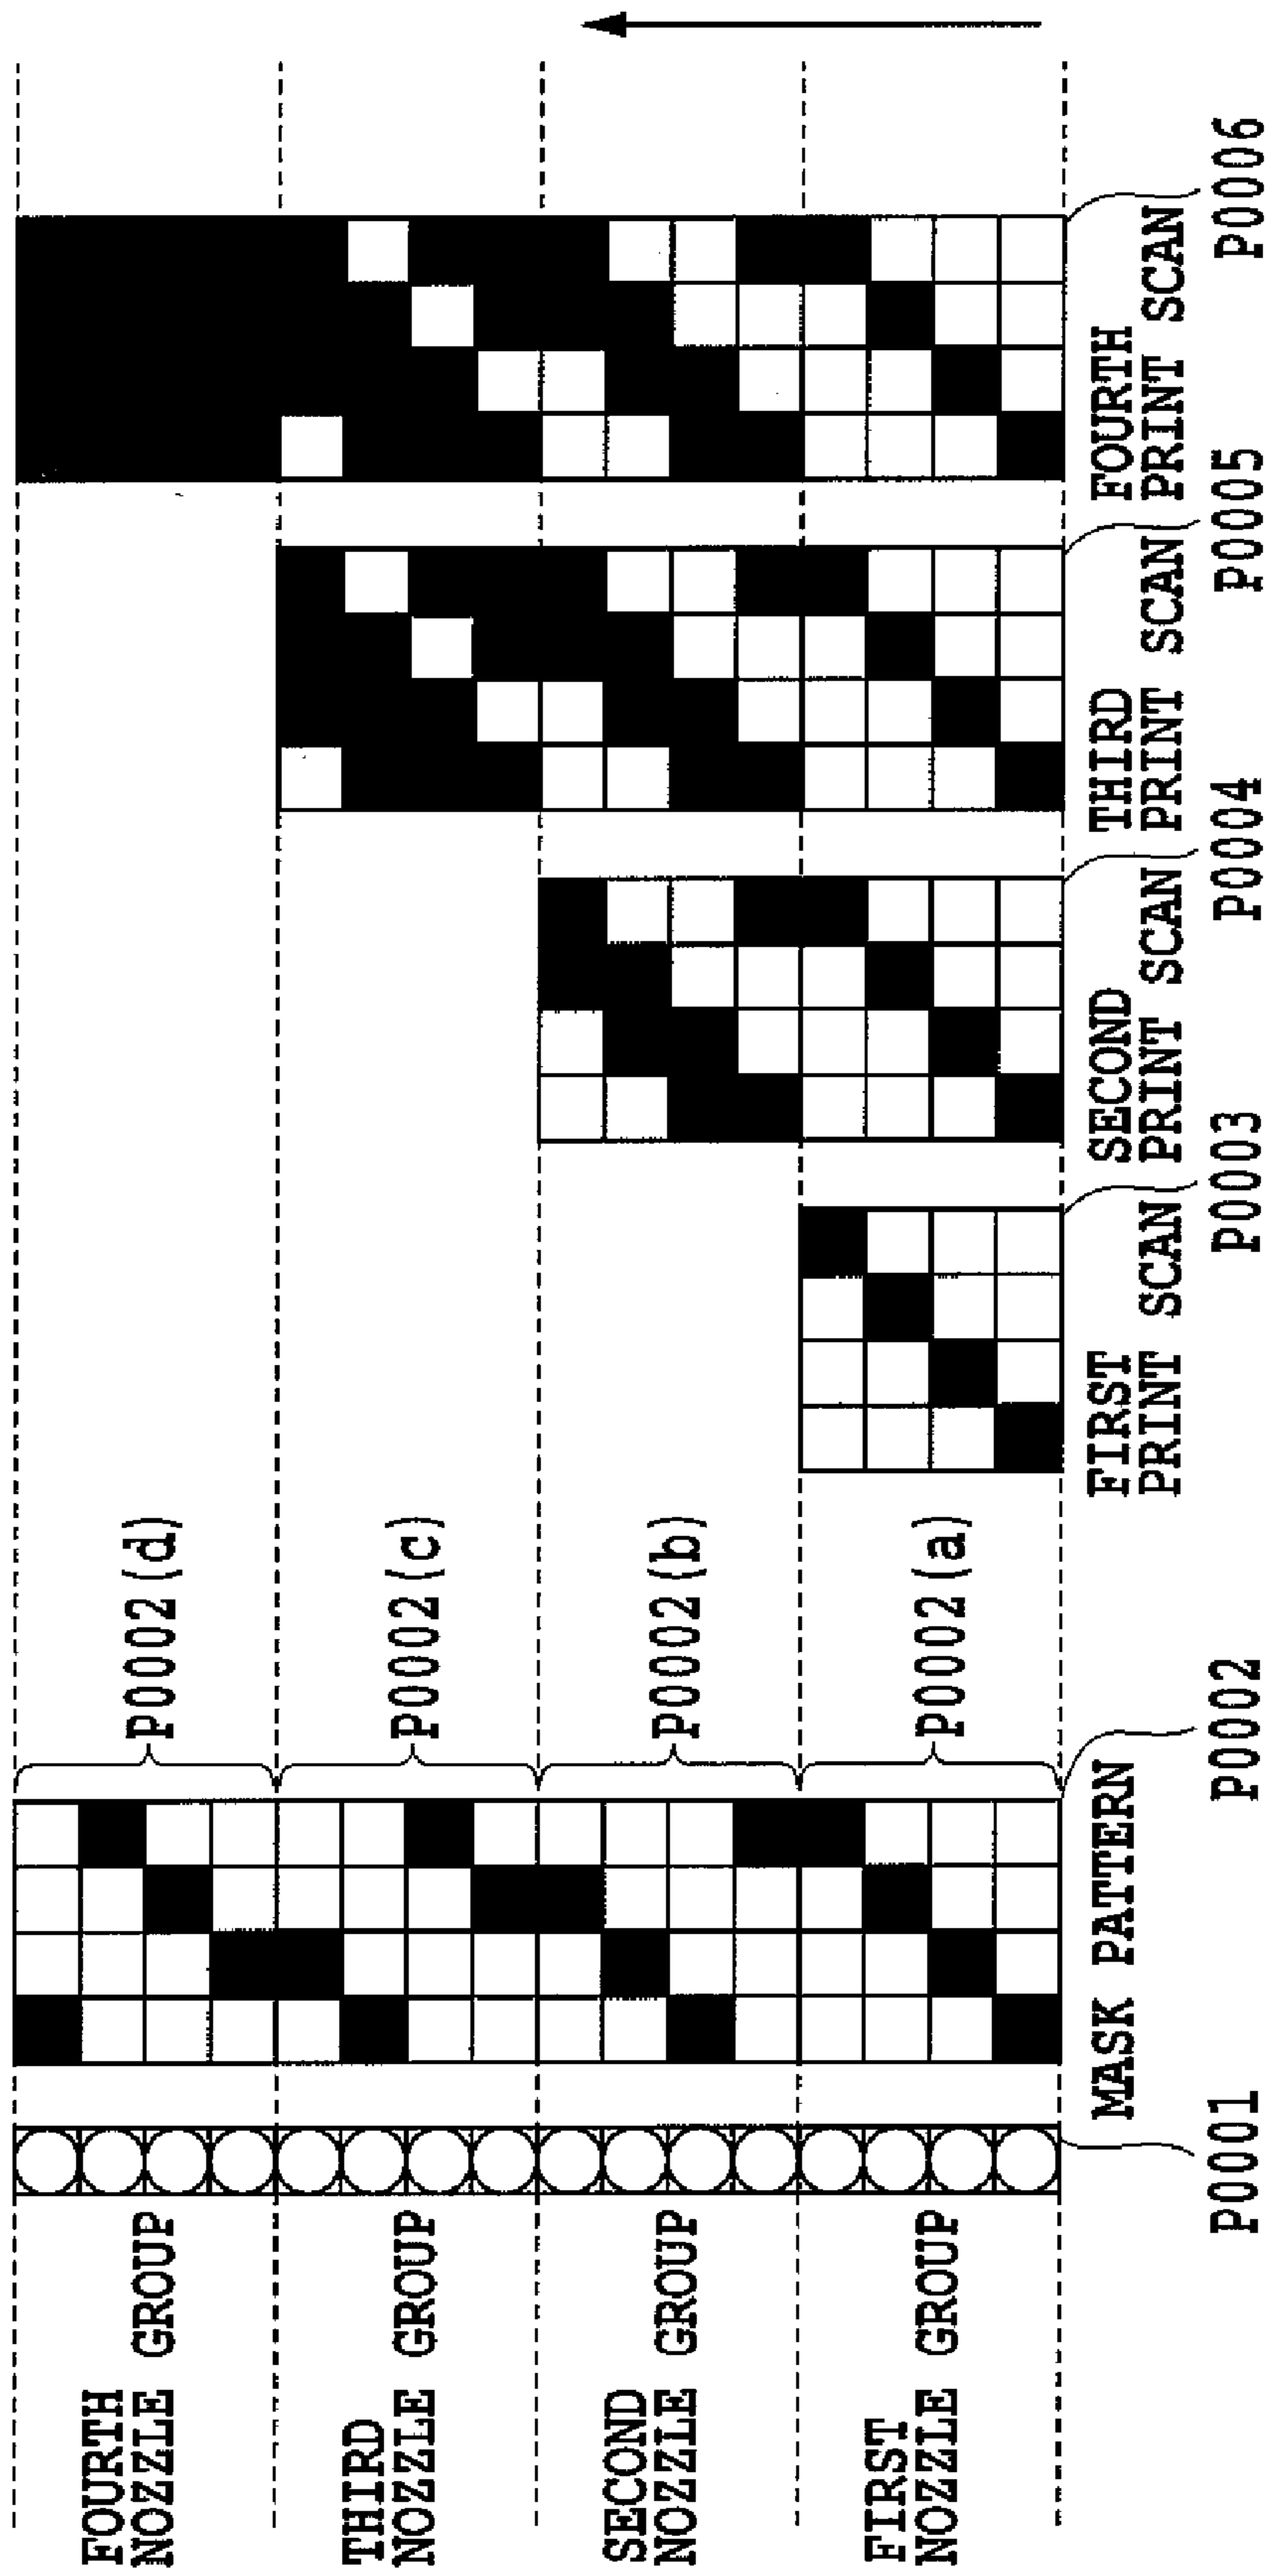 FOURTH
NOZZLE GROUP
THIRD
NOZZLE GROUP
SECOND
NOZZLE GROUP
FIRST
NOZZLE GROUP
P0001
MASK PATTERN
P0002
P0002(d)
P0002(c)
P0002(b)
P0002(a)
FIRST
PRINT SCAN
P0003
SECOND
PRINT SCAN
P0004
THIRD
PRINT SCAN
P0005
FOURTH
PRINT SCAN
P0006